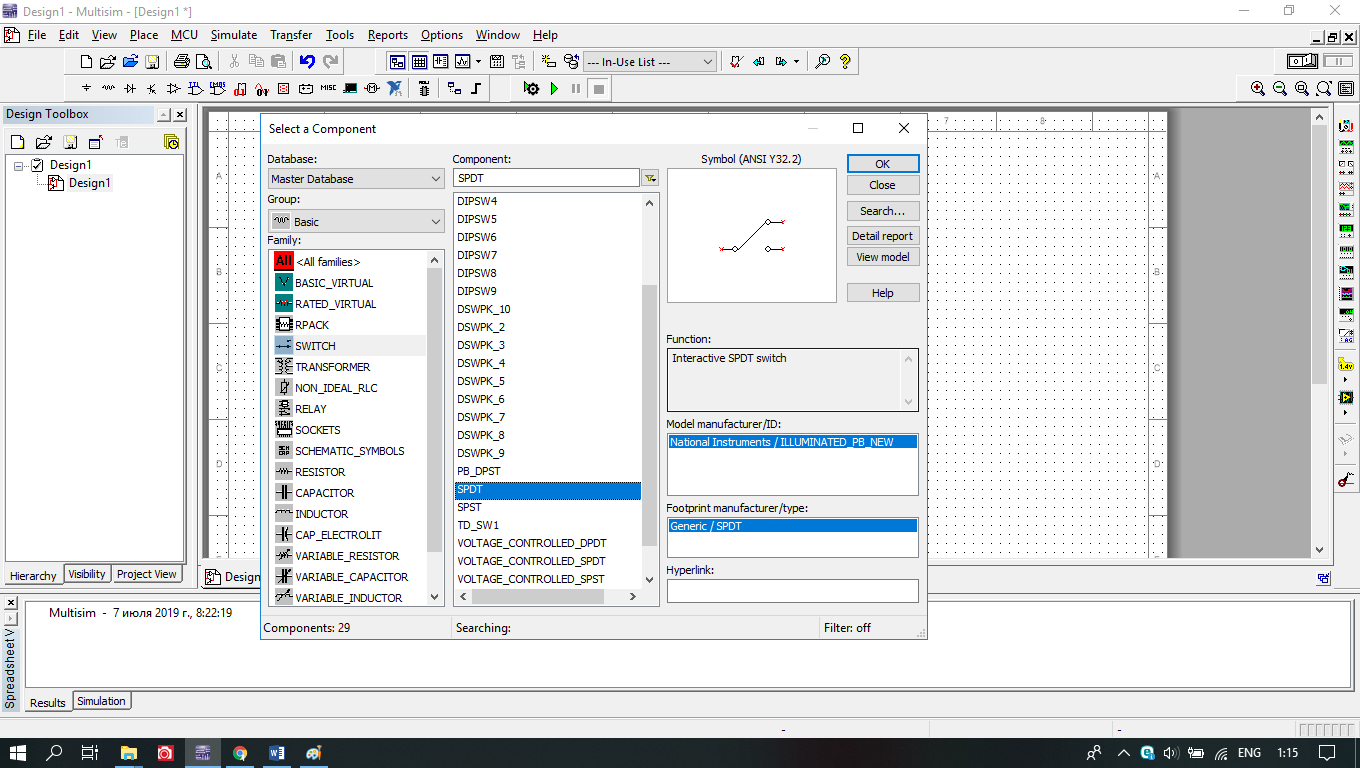 Design1 - Multisim - [Design1 *]
File Edit View Place MCU Simulate Transfer Tools Reports Options Window Help
--- In-Use List ---
MISC
Design Toolbox
Design1
Design1
Hierarchy Visibility Project View
7 8
A
B
C
D
A
B
C
D
Design
Select a Component
Database:
Master Database
Group:
Basic
Family:
All <All families>
BASIC_VIRTUAL
RATED_VIRTUAL
RPACK
SWITCH
TRANSFORMER
NON_IDEAL_RLC
RELAY
SOCKETS
SCHEMATIC_SYMBOLS
RESISTOR
CAPACITOR
INDUCTOR
CAP_ELECTROLIT
VARIABLE_RESISTOR
VARIABLE_CAPACITOR
VARIABLE_INDUCTOR
Component:
SPDT
DIPSW4
DIPSW5
DIPSW6
DIPSW7
DIPSW8
DIPSW9
DSWPK_10
DSWPK_2
DSWPK_3
DSWPK_4
DSWPK_5
DSWPK_6
DSWPK_7
DSWPK_8
DSWPK_9
PB_DPST
SPDT
SPST
TD_SW1
VOLTAGE_CONTROLLED_DPDT
VOLTAGE_CONTROLLED_SPDT
VOLTAGE_CONTROLLED_SPST
Symbol (ANSI Y32.2)
OK
Close
Search...
Detail report
View model
Help
Function:
Interactive SPDT switch
Model manufacturer/ID:
National Instruments / ILLUMINATED_PB_NEW
Footprint manufacturer/type:
Generic / SPDT
Hyperlink:
Components: 29 Searching: Filter: off
1.4v
Spreadsheet V
Multisim - 7 июля 2019 г., 8:22:19
Results Simulation
- -
ENG 1:15